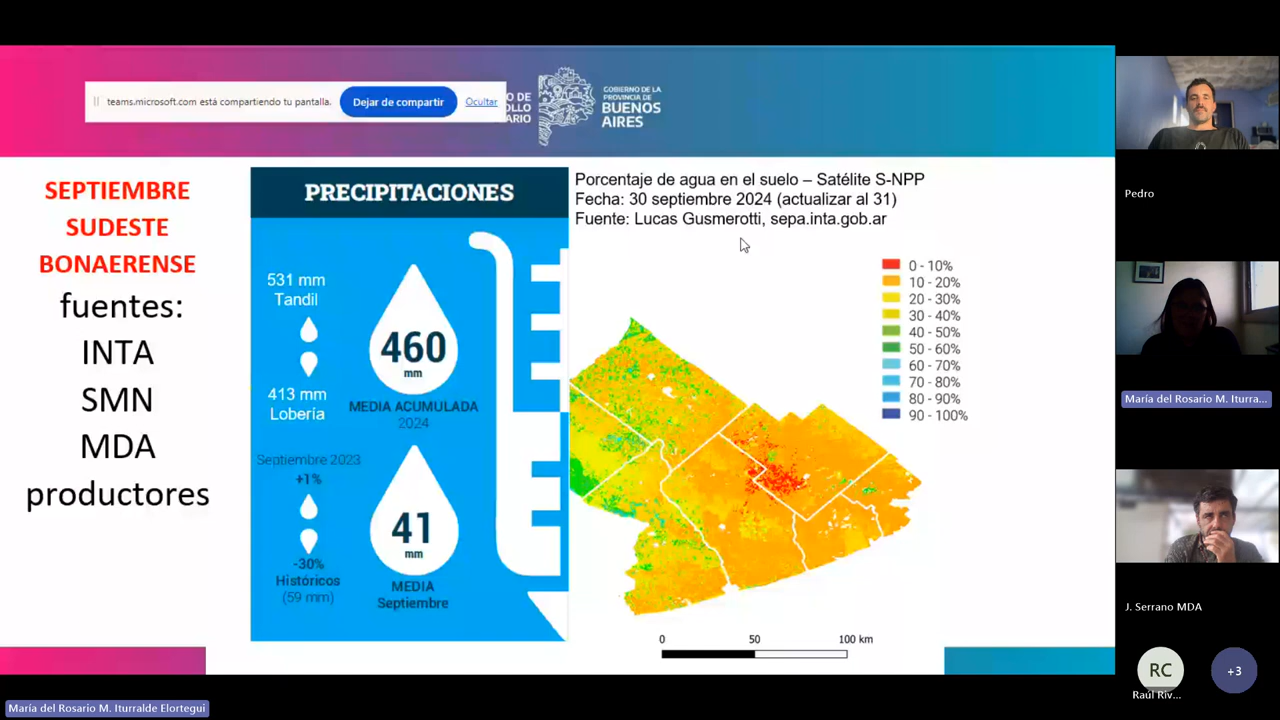 teams.microsoft.com está compartiendo tu pantalla.
Dejar de compartir
Ocultar
O DE
OLLO
ARIO
GOBIERNO DE
LA PROVINCIA DE
BUENOS
AIRES
SEPTIEMBRE
SUDESTE
BONAERENSE
fuentes:
INTA
SMN
MDA
productores
PRECIPITACIONES
531 mm
Tandil
413 mm
Lobería
460
mm
MEDIA ACUMULADA
2024
Septiembre 2023
+1%
-30%
Históricos
(59 mm)
41
mm
MEDIA
Septiembre
Porcentaje de agua en el suelo – Satélite S-NPP
Fecha: 30 septiembre 2024 (actualizar al 31)
Fuente: Lucas Gusmerotti, sepa.inta.gob.ar
0 - 10%
10 - 20%
20 - 30%
30 - 40%
40 - 50%
50 - 60%
60 - 70%
70 - 80%
80 - 90%
90 - 100%
0 50 100 km
Pedro
María del Rosario M. Iturra...
J. Serrano MDA
RC
Raúl Riv...
+3
María del Rosario M. Iturralde Elortegui